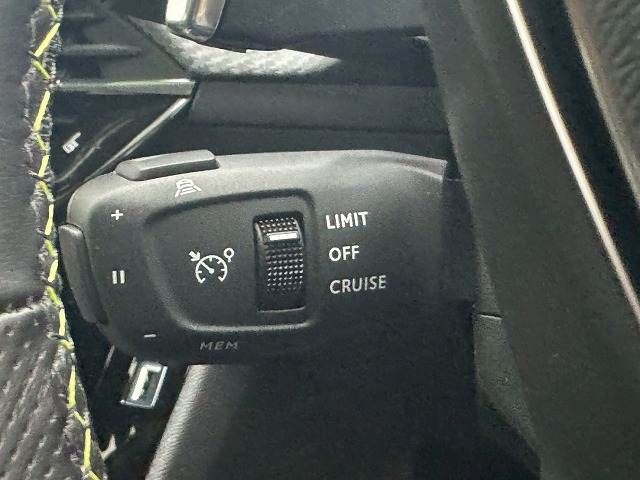 +
LIMIT
OFF
CRUISE
-
MEM